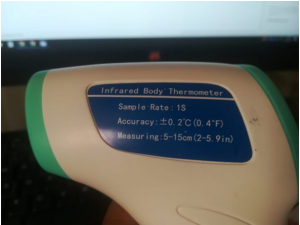 Infrared Body Thermometer
Sample Rate: 1S
Accuracy: ±0.2℃(0.4°F)
Measuring: 5-15cm(2-5.9in)